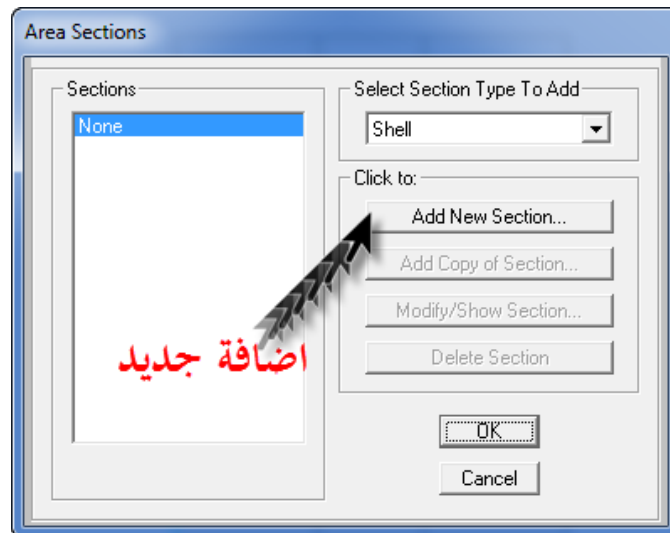 Area Sections
Sections
None
Select Section Type To Add
Shell
Click to:
Add New Section...
Add Copy of Section...
Modify/Show Section...
Delete Section
اضافة جديد
OK
Cancel